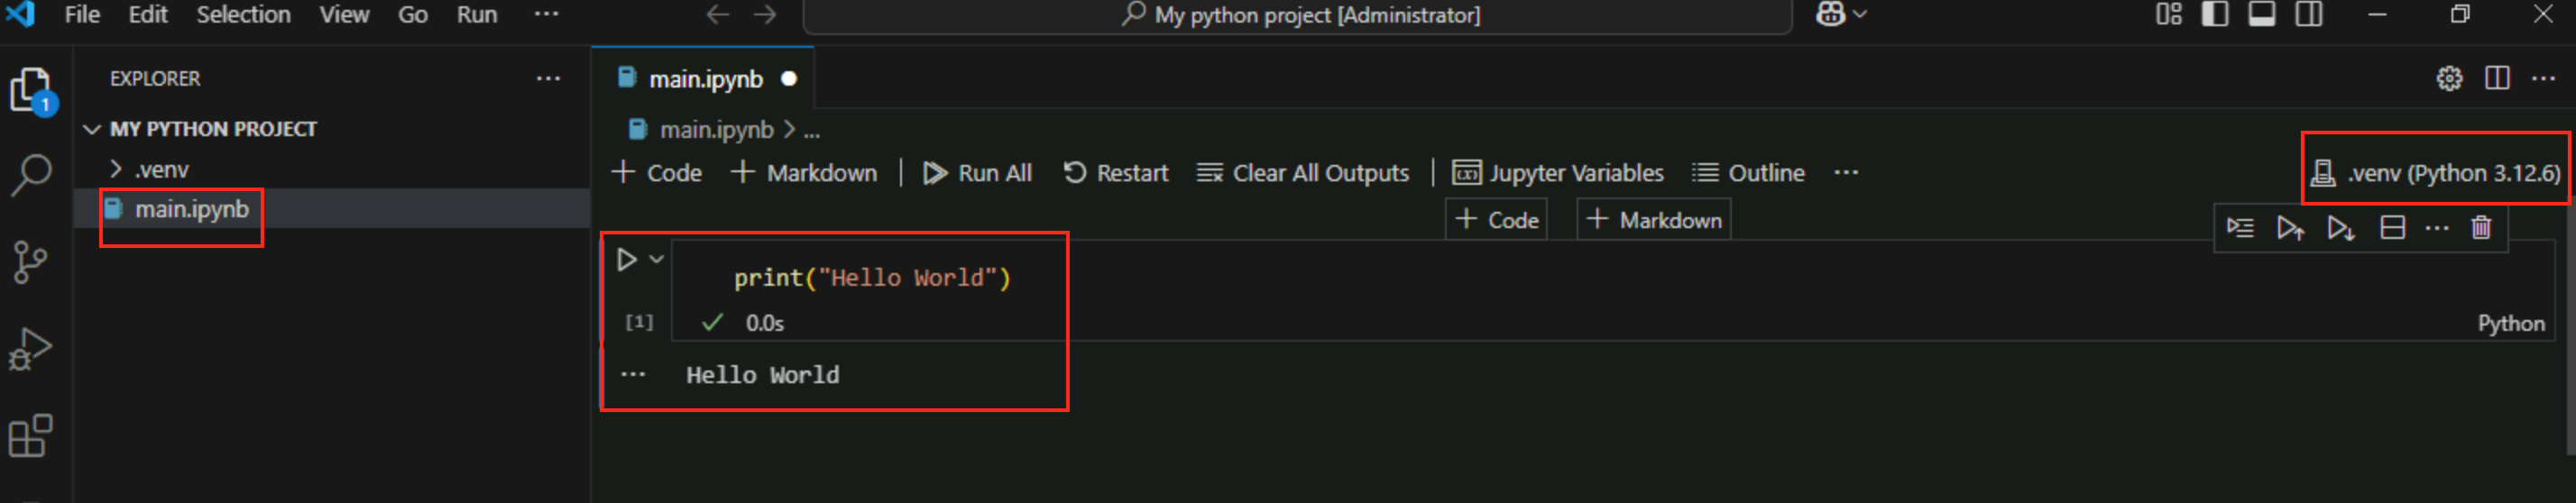 File Edit Selection View Go Run ...
My python project [Administrator]
EXPLORER ...
1
MY PYTHON PROJECT
.venv
main.ipynb
main.ipynb
main.ipynb > ...
+ Code + Markdown | Run All Restart Clear All Outputs | Jupyter Variables Outline ...
.venv (Python 3.12.6)
+ Code + Markdown
print("Hello World")
[1] ✓ 0.0s
Python
... Hello World